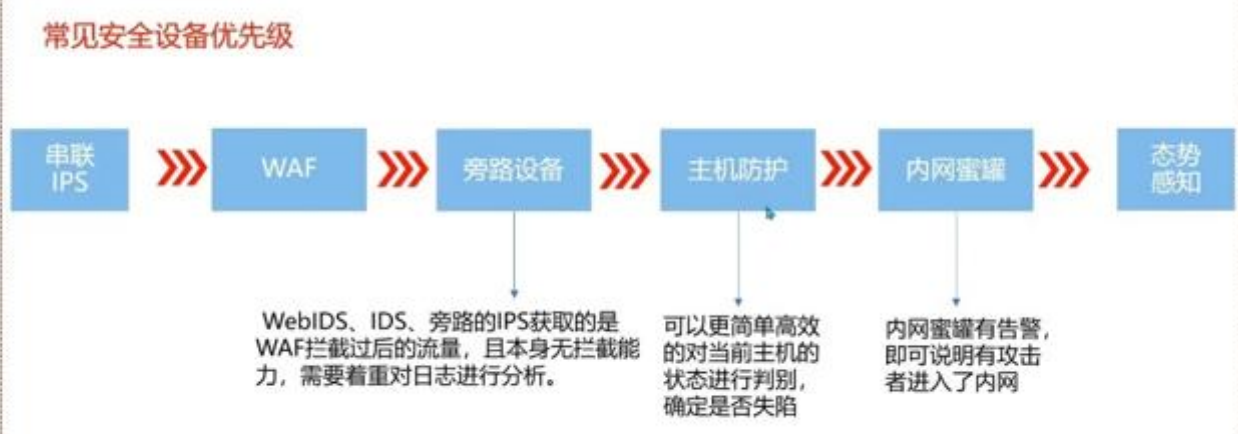 常见安全设备优先级
串联
IPS
WAF
旁路设备
主机防护
内网蜜罐
态势
感知
WebIDS、IDS、旁路的IPS获取的是
WAF拦截过后的流量，且本身无拦截能
力，需要着重对日志进行分析。
可以更简单高效
的对当前主机的
状态进行判别，
确定是否失陷
内网蜜罐有告警，
即可说明有攻击
者进入了内网